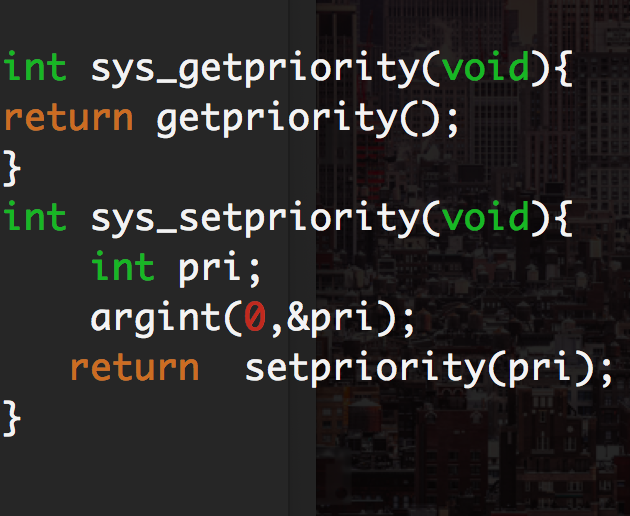 int sys_getpriority(void){
return getpriority();
}
int sys_setpriority(void){
    int pri;
    argint(0,&pri);
   return  setpriority(pri);
}